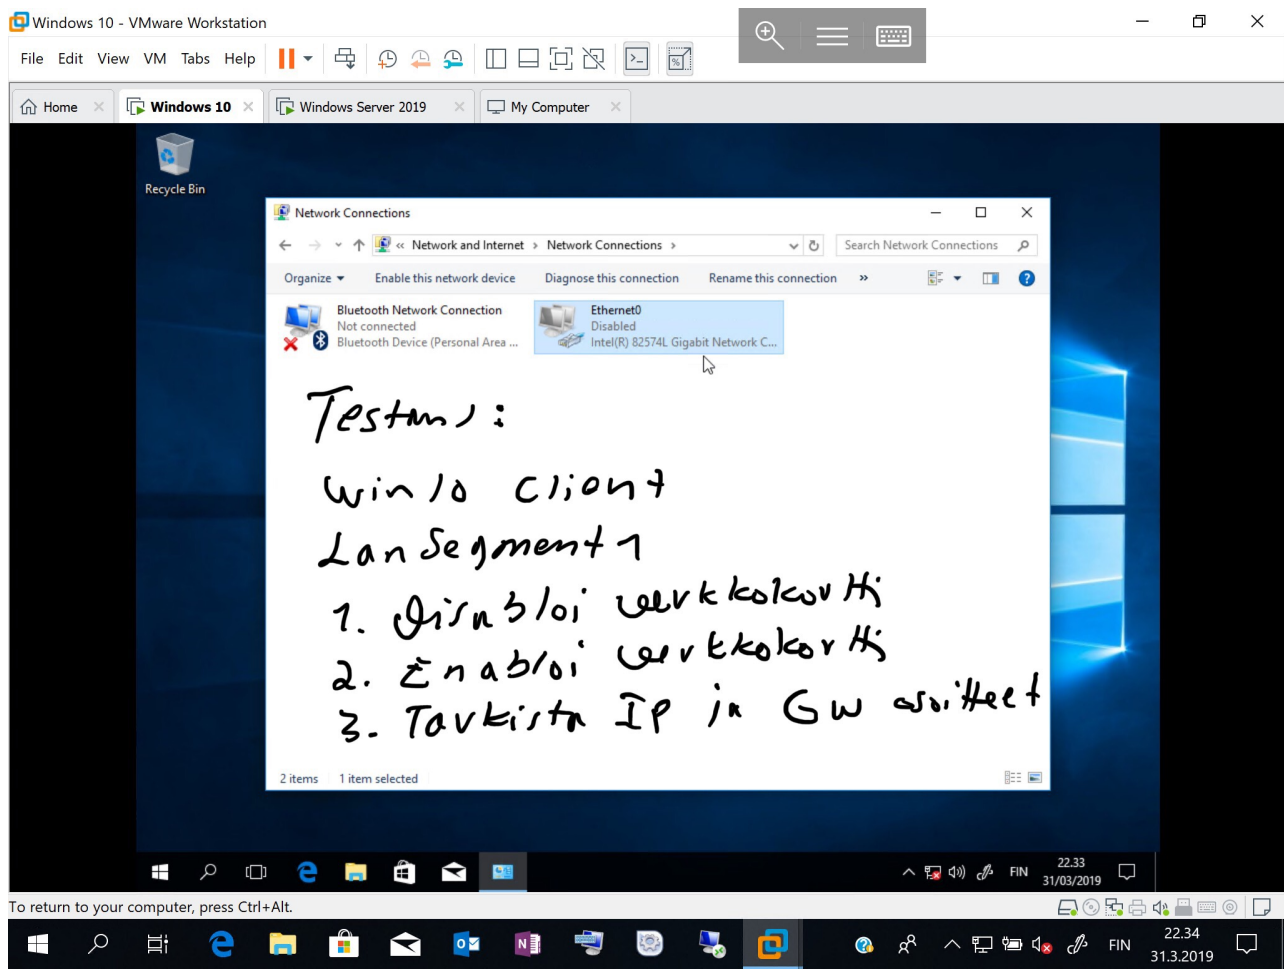 Windows 10 - VMware Workstation
File Edit View VM Tabs Help
Home Windows 10 Windows Server 2019 My Computer
Recycle Bin
Network Connections
« Network and Internet > Network Connections > Search Network Connections
Organize Enable this network device Diagnose this connection Rename this connection »
Bluetooth Network Connection
Not connected
Bluetooth Device (Personal Area ...
Ethernet0
Disabled
Intel(R) 82574L Gigabit Network C...
Testaus:
Win10 client
LanSegment1
1. Disabloi verkkokortti
2. Enabloi verkkokortti
3. Tarkista IP ja GW osoitteet
2 items 1 item selected
FIN 22.33
31/03/2019
To return to your computer, press Ctrl+Alt.
FIN 22.34
31.3.2019